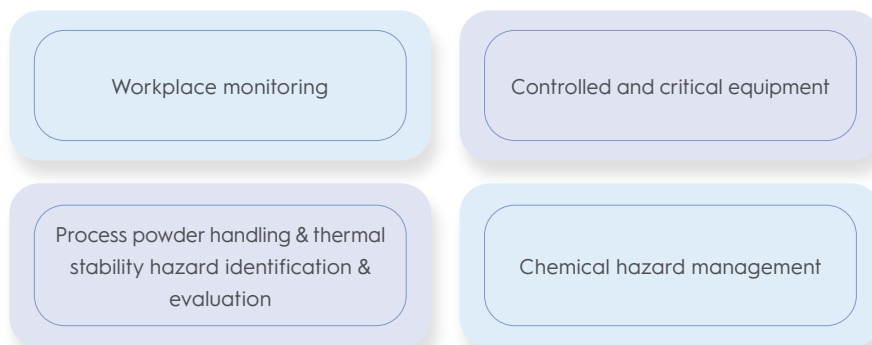 Workplace monitoring
Controlled and critical equipment
Process powder handling & thermal
stability hazard identification &
evaluation
Chemical hazard management